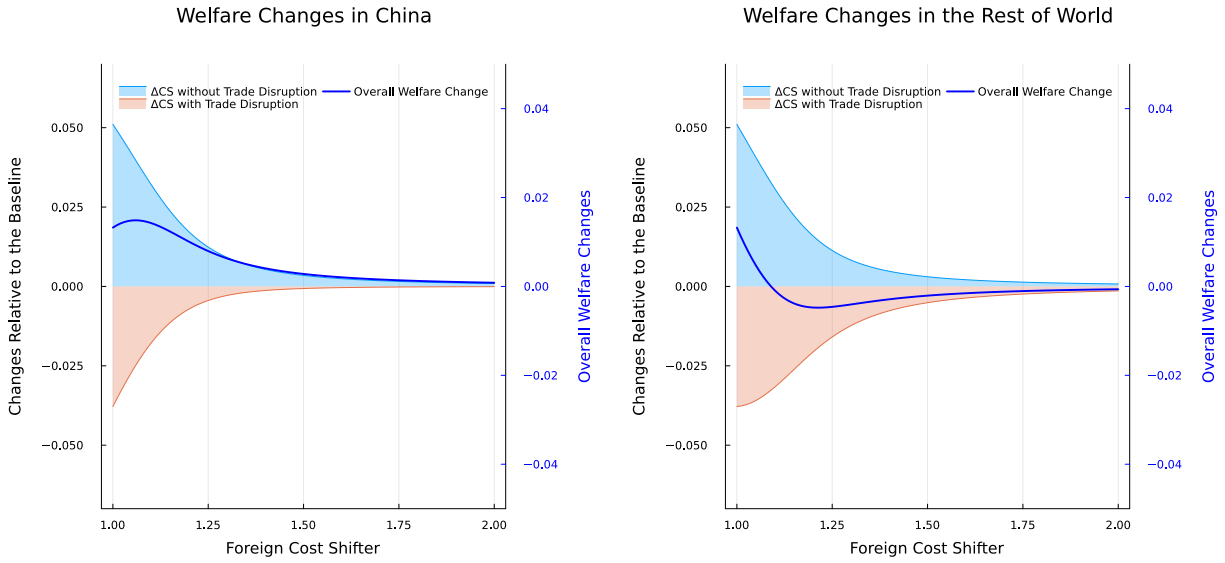 Welfare Changes in China
ΔCS without Trade Disruption
Overall Welfare Change
ΔCS with Trade Disruption
Changes Relative to the Baseline
0.050
0.025
0.000
−0.025
−0.050
0.04
0.02
0.00
−0.02
−0.04
Overall Welfare Changes
1.00
1.25
1.50
1.75
2.00
Foreign Cost Shifter
Welfare Changes in the Rest of World
ΔCS without Trade Disruption
Overall Welfare Change
ΔCS with Trade Disruption
Changes Relative to the Baseline
0.050
0.025
0.000
−0.025
−0.050
0.04
0.02
0.00
−0.02
−0.04
Overall Welfare Changes
1.00
1.25
1.50
1.75
2.00
Foreign Cost Shifter